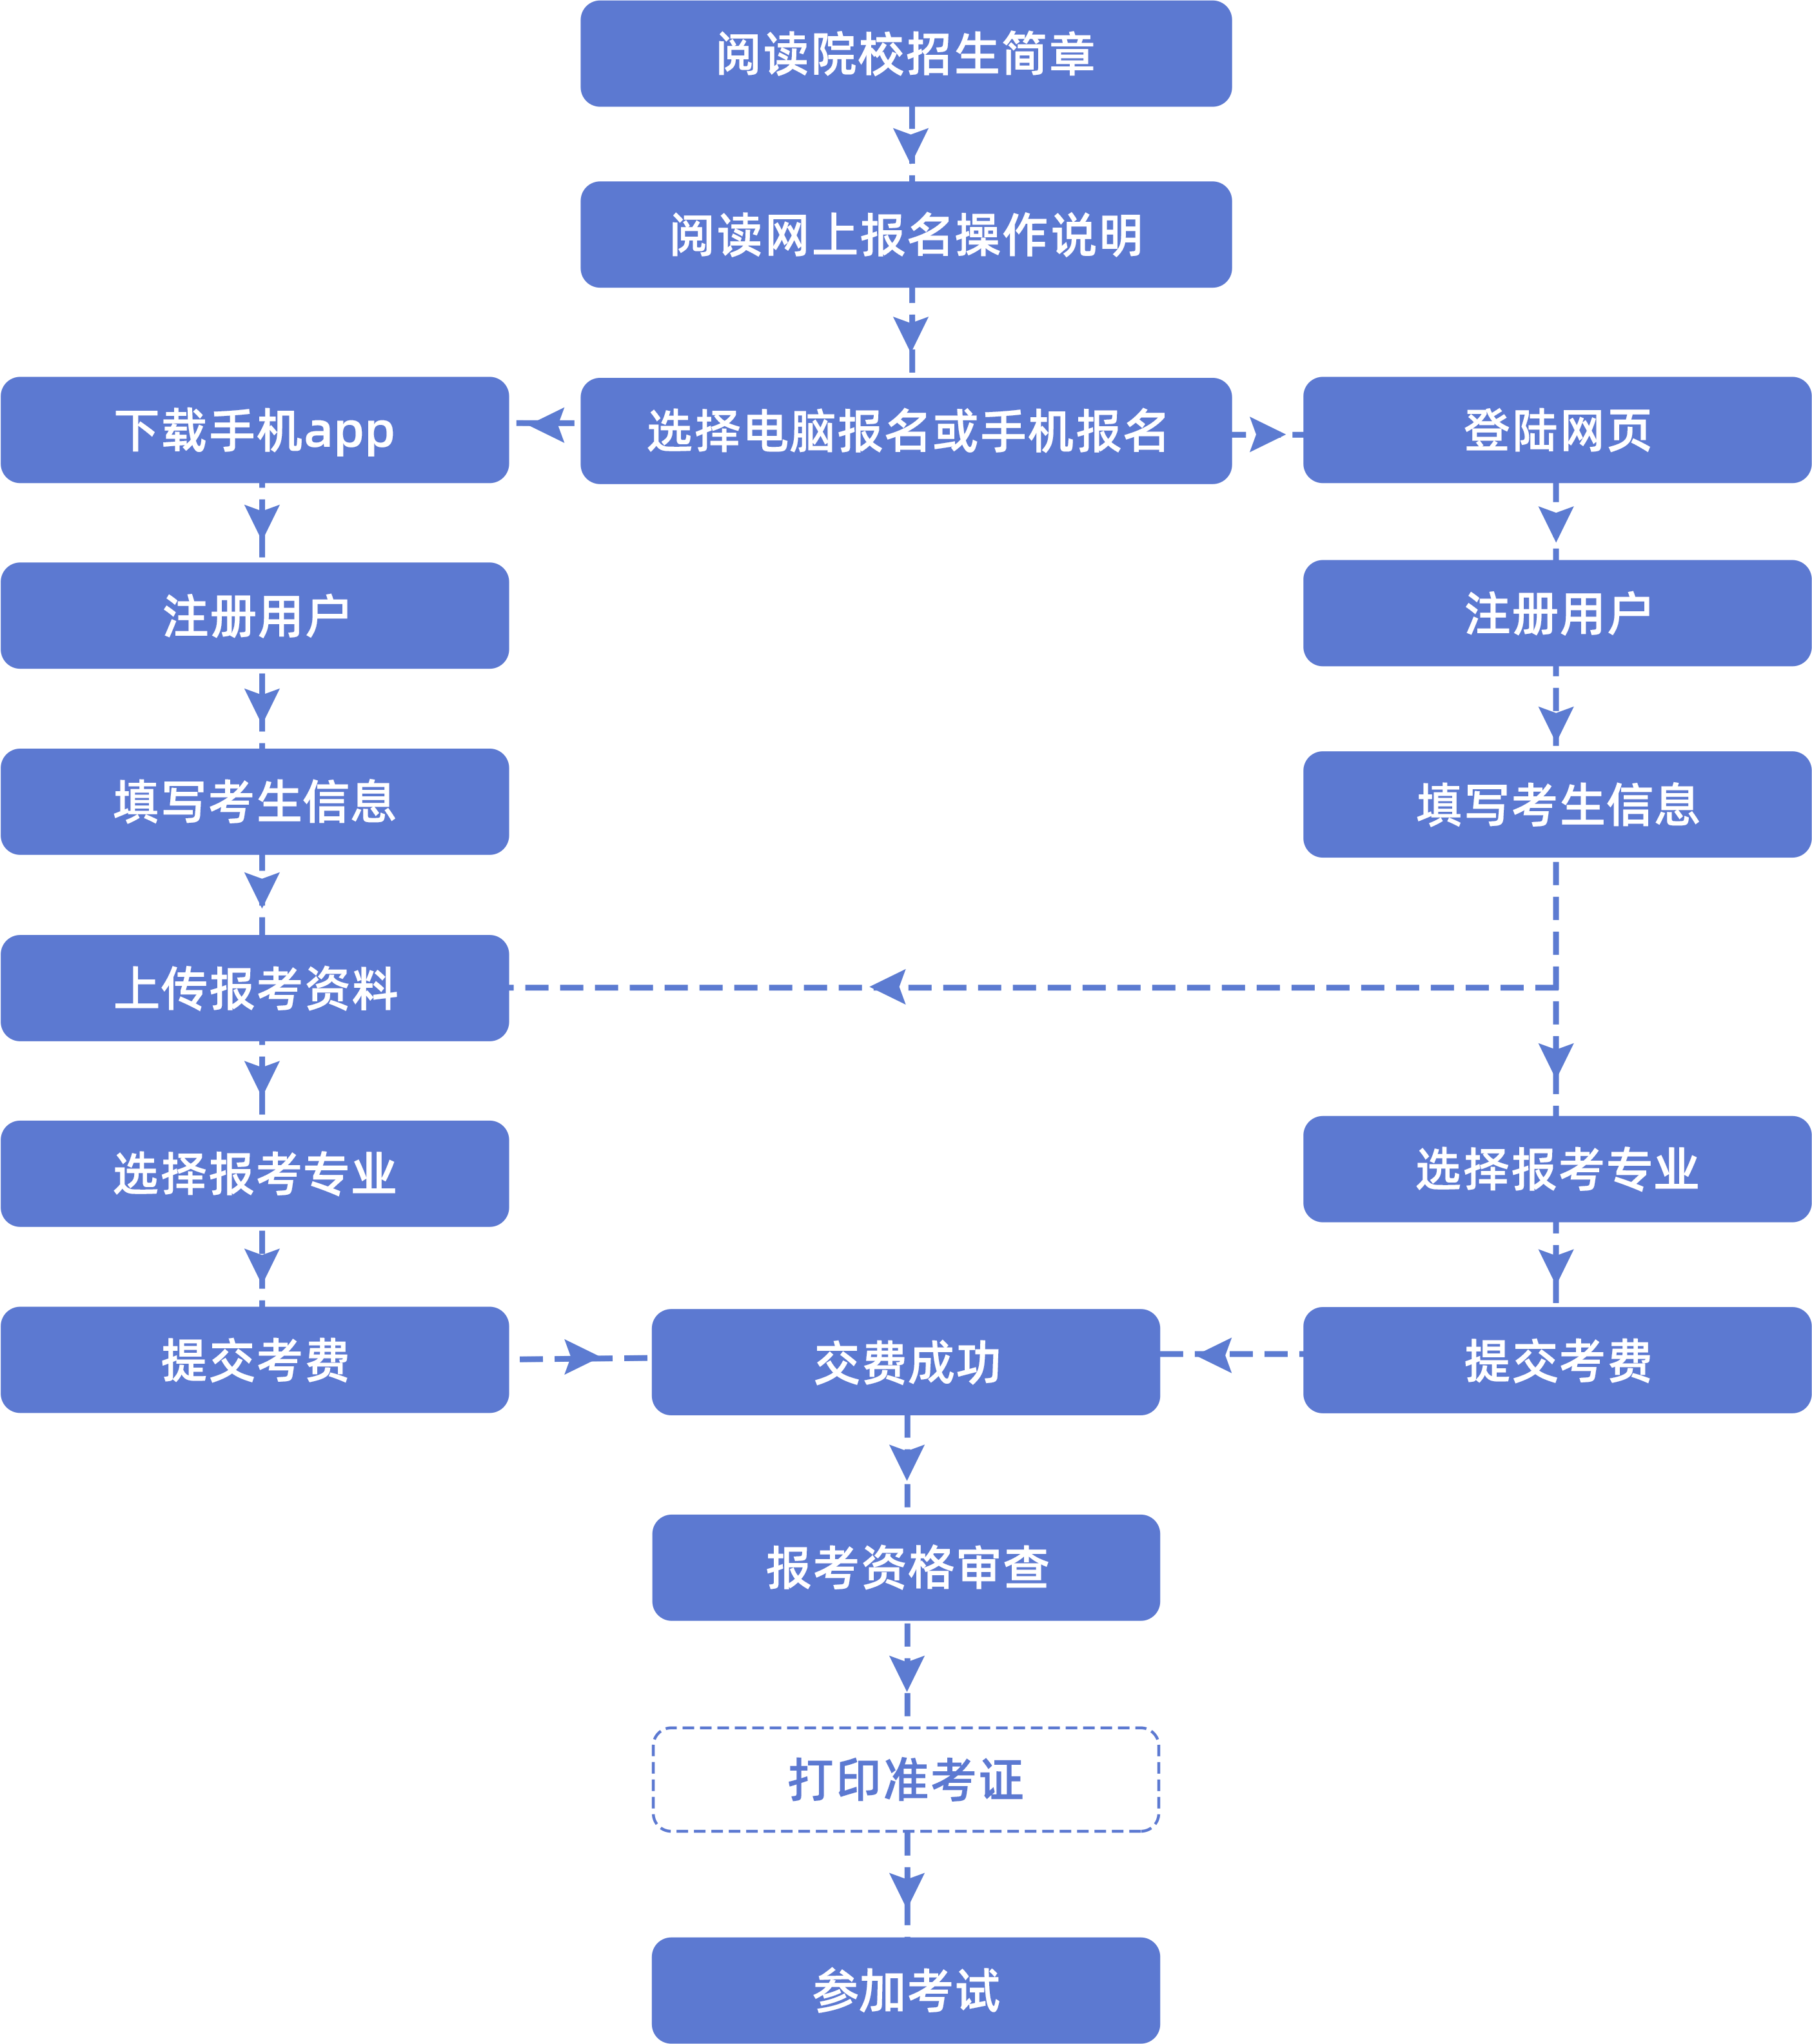 阅读院校招生简章
阅读网上报名操作说明
下载手机app
选择电脑报名或手机报名
登陆网页
注册用户
注册用户
填写考生信息
填写考生信息
上传报考资料
选择报考专业
选择报考专业
提交考费
交费成功
提交考费
报考资格审查
打印准考证
参加考试